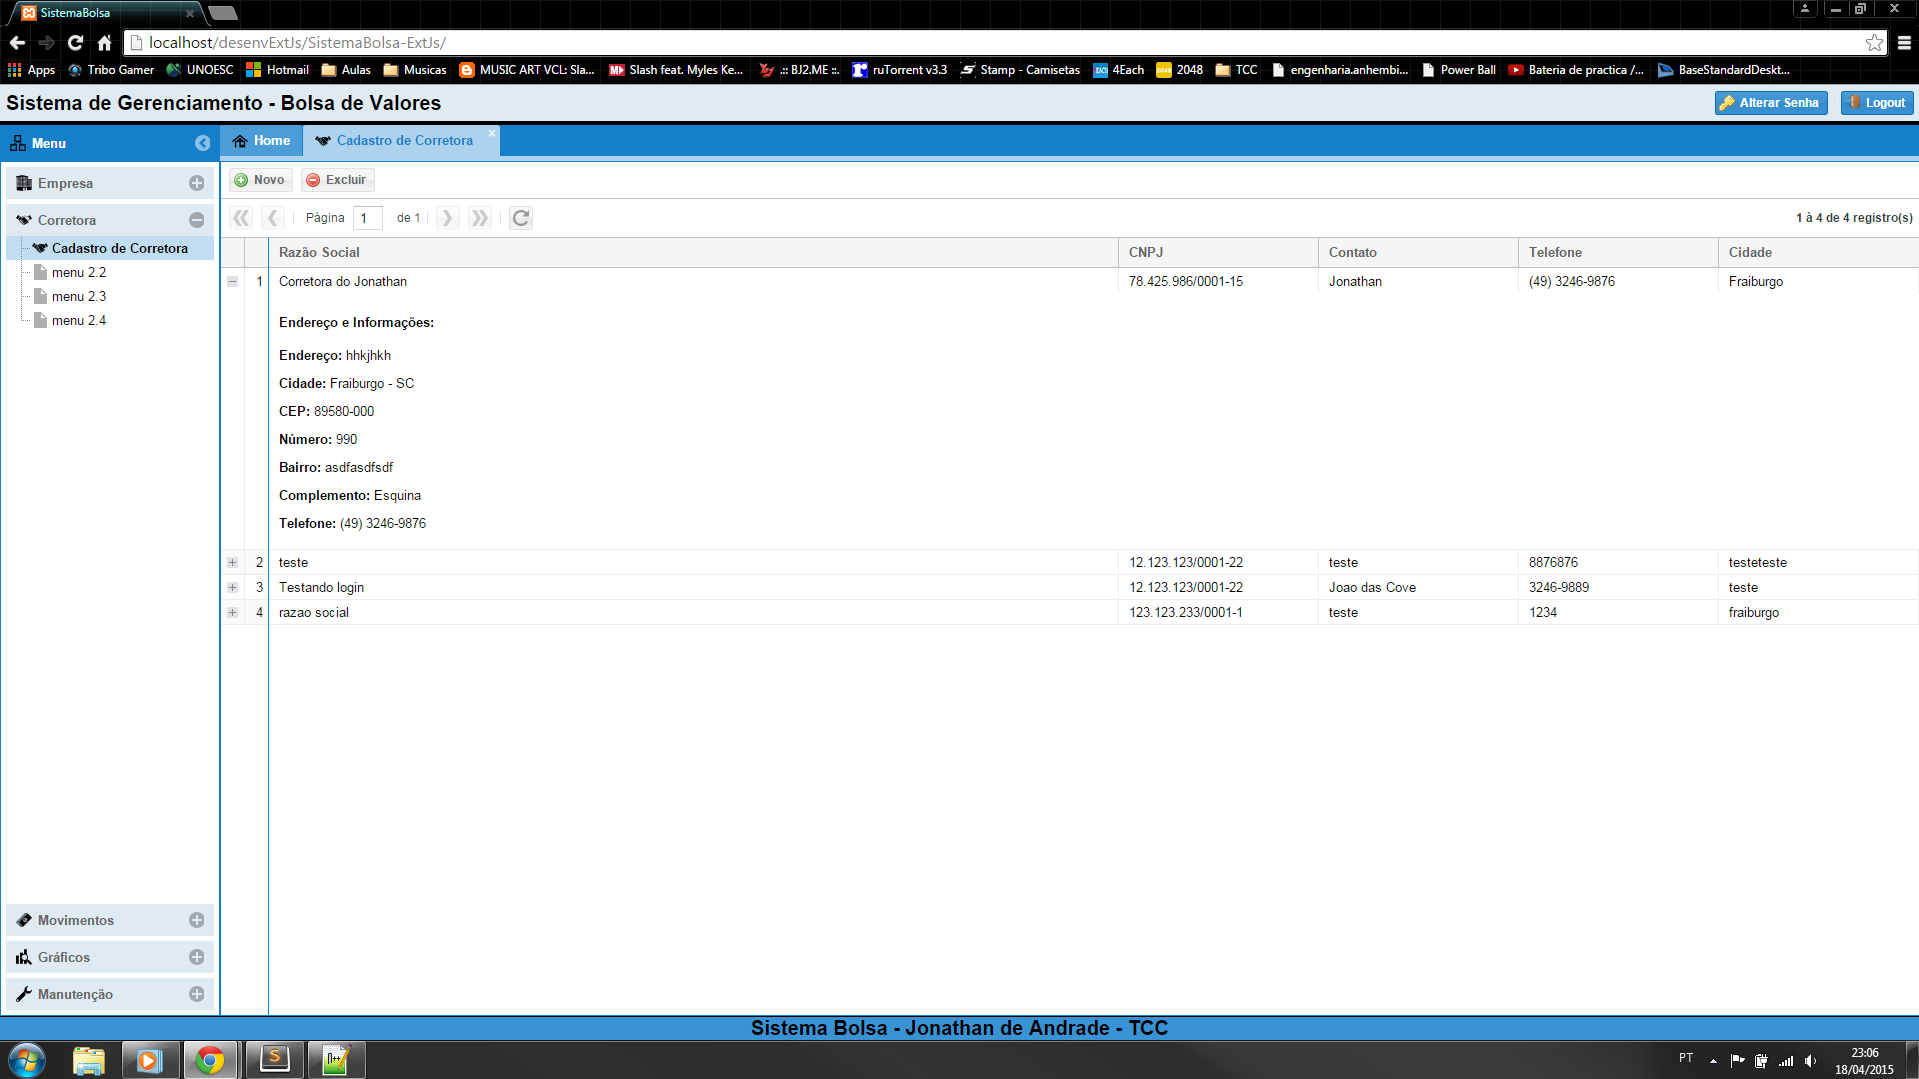 SistemaBolsa
localhost/desenvExtJs/SistemaBolsa-ExtJs/
Apps Tribo Gamer UNOESC Hotmail Aulas Musicas MUSIC ART VCL: Sla... Slash feat. Myles Ke... .:: BJ2.ME ::. ruTorrent v3.3 Stamp - Camisetas 4Each 2048 TCC engenharia.anhembi... Power Ball Bateria de practica /... BaseStandardDeskt...
Sistema de Gerenciamento - Bolsa de Valores Alterar Senha Logout
Menu Home Cadastro de Corretora
Empresa
Corretora
Cadastro de Corretora
menu 2.2
menu 2.3
menu 2.4
Movimentos
Gráficos
Manutenção
Novo Excluir
Página 1 de 1 1 à 4 de 4 registro(s)
Razão Social CNPJ Contato Telefone Cidade
1 Corretora do Jonathan 78.425.986/0001-15 Jonathan (49) 3246-9876 Fraiburgo
Endereço e Informações:
Endereço: hhkjhkh
Cidade: Fraiburgo - SC
CEP: 89580-000
Número: 990
Bairro: asdfasdfsdf
Complemento: Esquina
Telefone: (49) 3246-9876
2 teste 12.123.123/0001-22 teste 8876876 testeteste
3 Testando login 12.123.123/0001-22 Joao das Cove 3246-9889 teste
4 razao social 123.123.233/0001-1 teste 1234 fraiburgo
Sistema Bolsa - Jonathan de Andrade - TCC
PT 23:06
18/04/2015